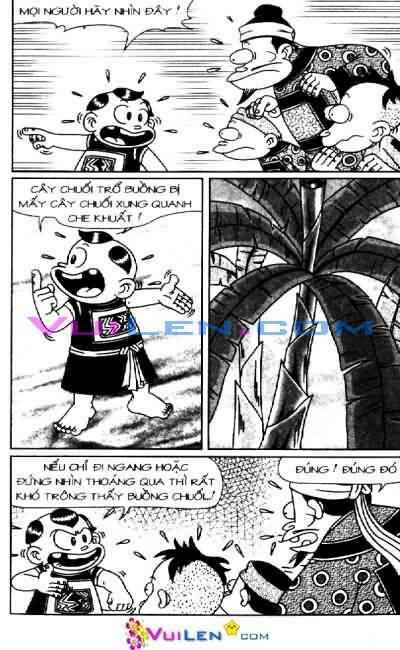 MỌI NGƯỜI HÃY NHÌN ĐÂY !
CÂY CHUỐI TRỔ BUỒNG BỊ
MẤY CÂY CHUỐI XUNG QUANH
CHE KHUẤT !
VUILEN.COM
NẾU CHỈ ĐI NGANG HOẶC
ĐỨNG NHÌN THOÁNG QUA THÌ RẤT
KHÓ TRÔNG THẤY BUỒNG CHUỐI...!
ĐÚNG ! ĐÚNG ĐÓ
VUILEN.COM